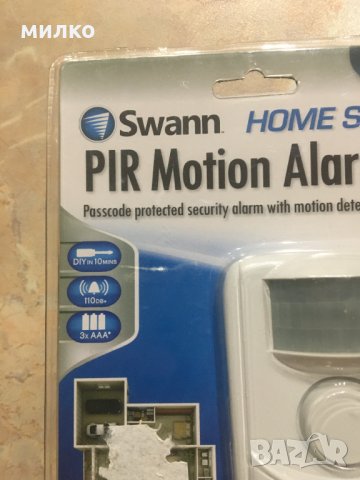 МИЛКО
Swann
HOME S
PIR Motion Alar
Passcode protected security alarm with motion dete
DIY IN 10 MINS
110DB+
3x AAA*
BAZAR